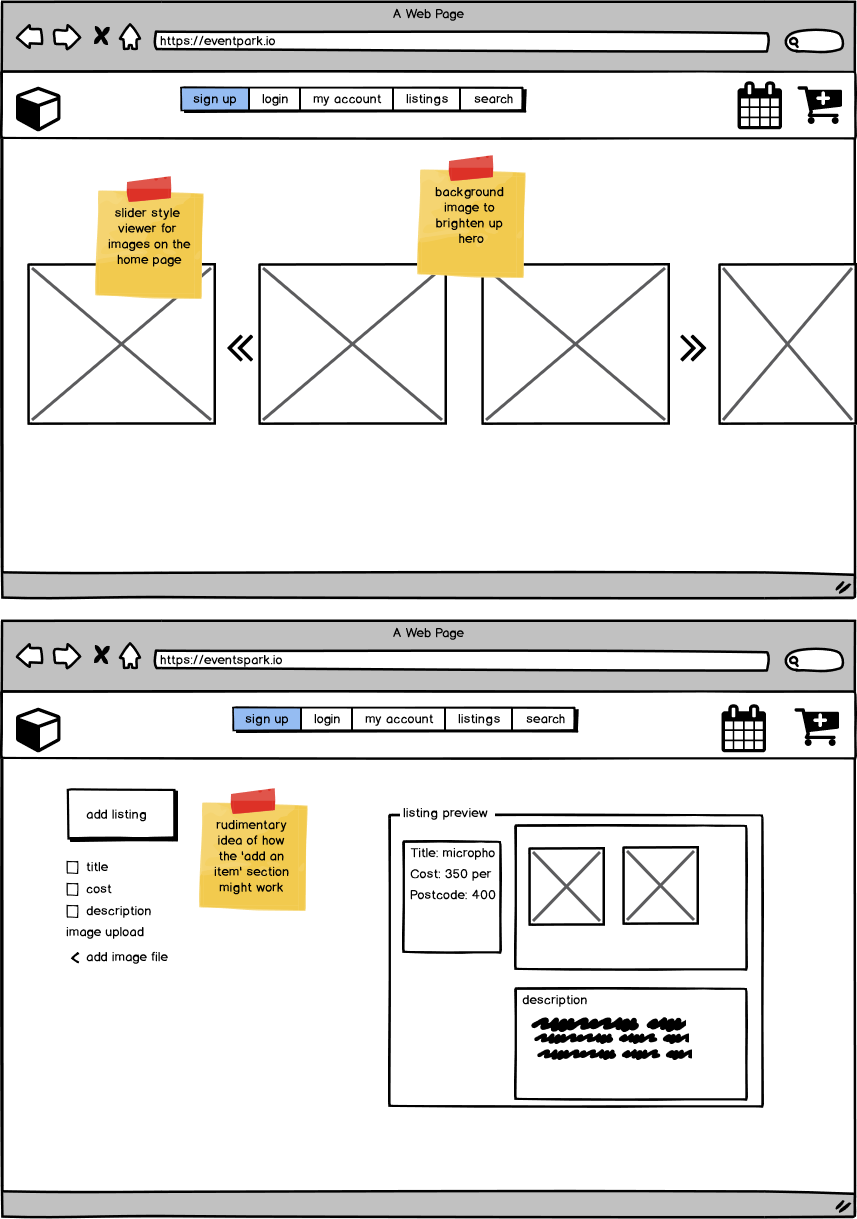 A Web Page
https://eventpark.io
sign up login my account listings search
slider style
viewer for
images on the
home page
background
image to
brighten up
hero
A Web Page
https://eventspark.io
sign up login my account listings search
add listing
title
cost
description
image upload
add image file
rudimentary
idea of how
the 'add an
item' section
might work
listing preview
Title: micropho
Cost: 350 per
Postcode: 400
description